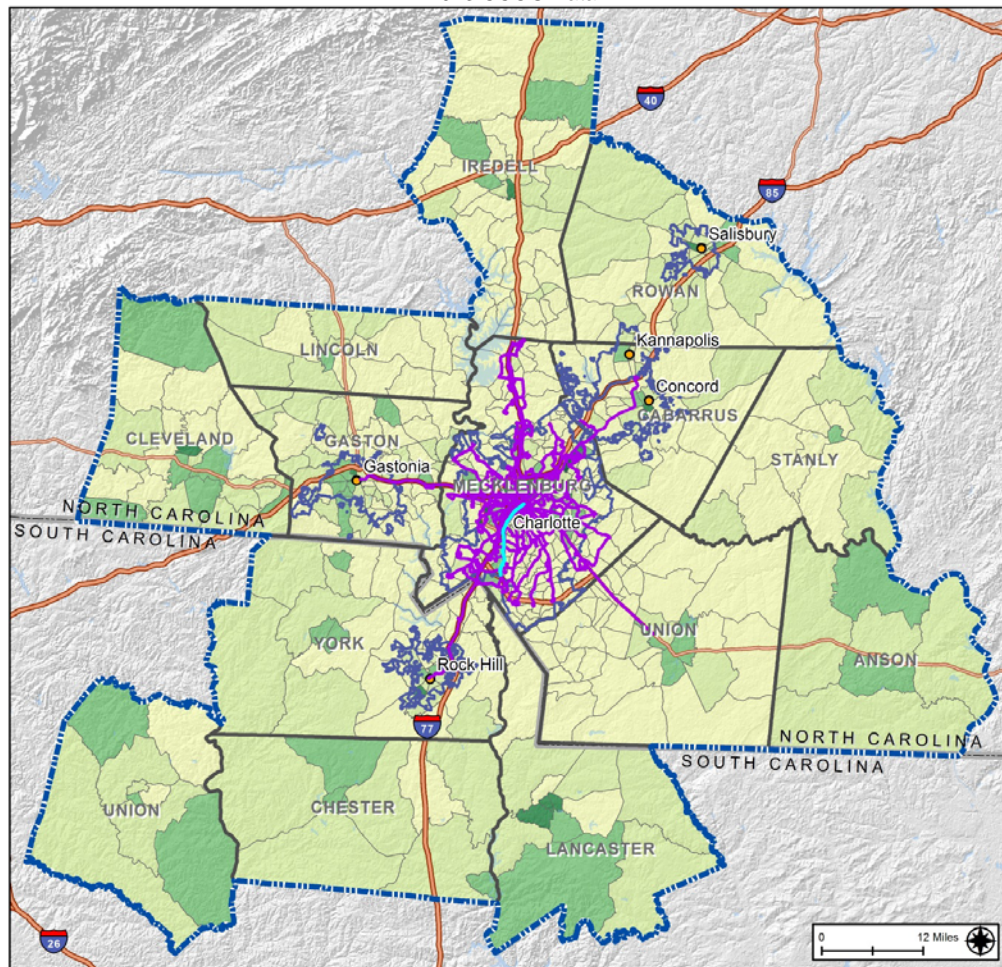 40
IREDELL
85
Salisbury
ROWAN
Kannapolis
LINCOLN
Concord
CABARRUS
CLEVELAND
GASTON
Gastonia
STANLY
MECKLENBURG
NORTH CAROLINA
SOUTH CAROLINA
Charlotte
YORK
UNION
ANSON
Rock Hill
77
NORTH CAROLINA
SOUTH CAROLINA
UNION
CHESTER
LANCASTER
26
0 12 Miles